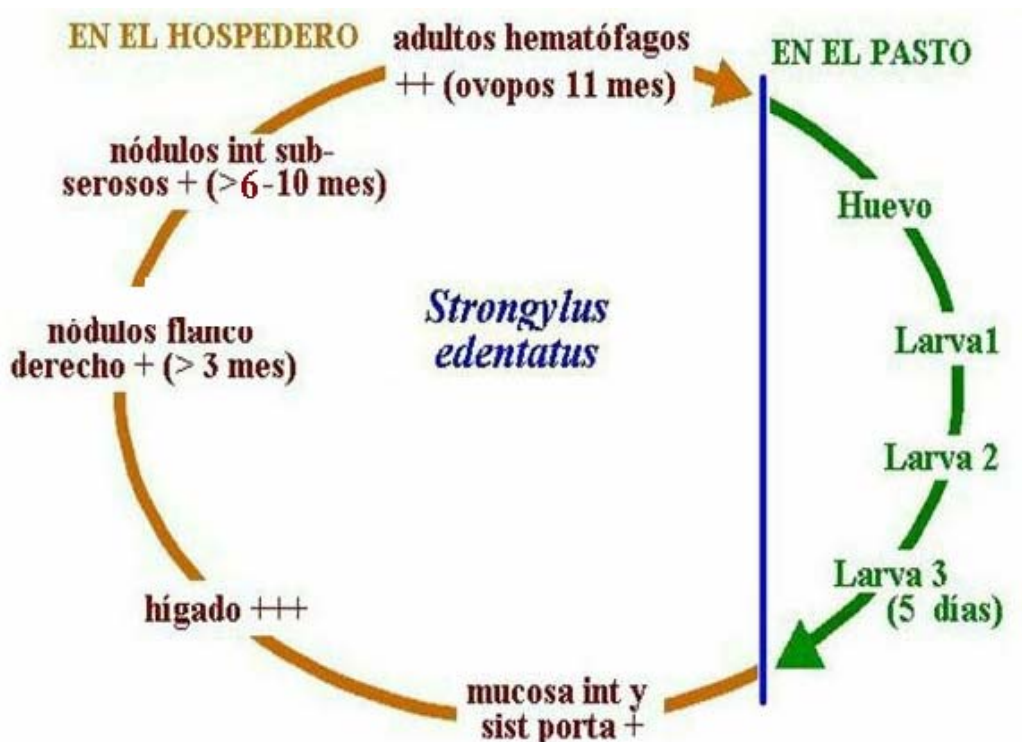 EN EL HOSPEDERO
adultos hematófagos
++ (ovopos 11 mes)
EN EL PASTO
nódulos int sub-
serosos + (>6-10 mes)
Huevo
Strongylus
edentatus
Larva1
nódulos flanco
derecho + (> 3 mes)
Larva 2
Larva 3
(5 días)
hígado +++
mucosa int y
sist porta +